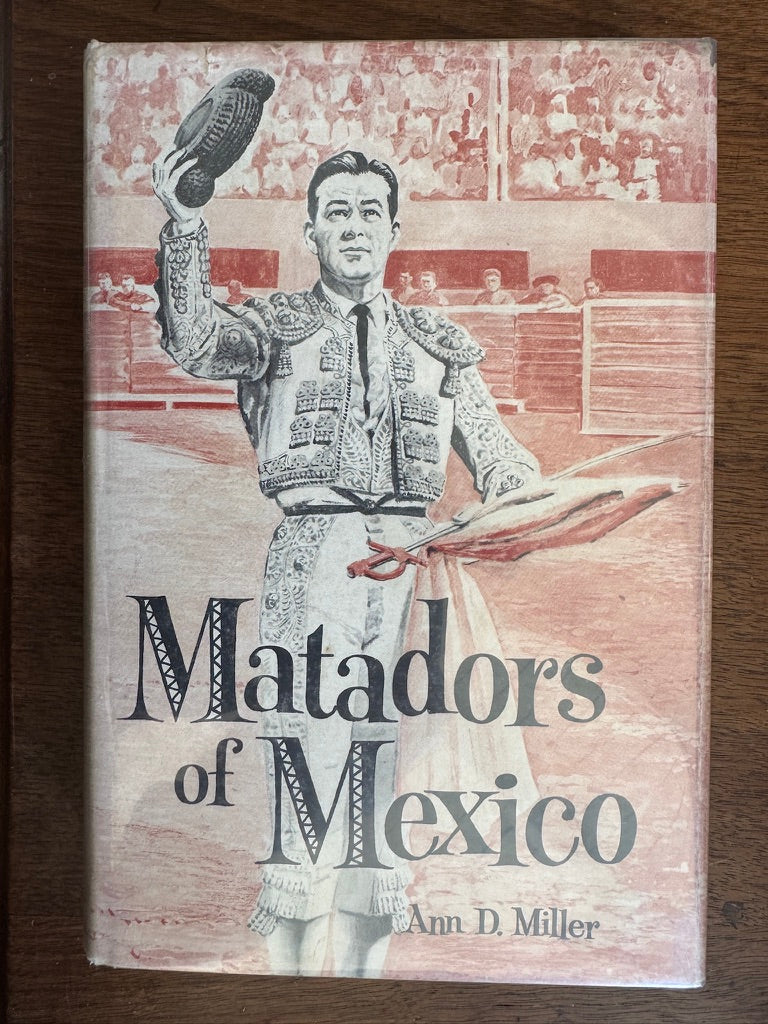 Matadors
of Mexico
Ann D. Miller